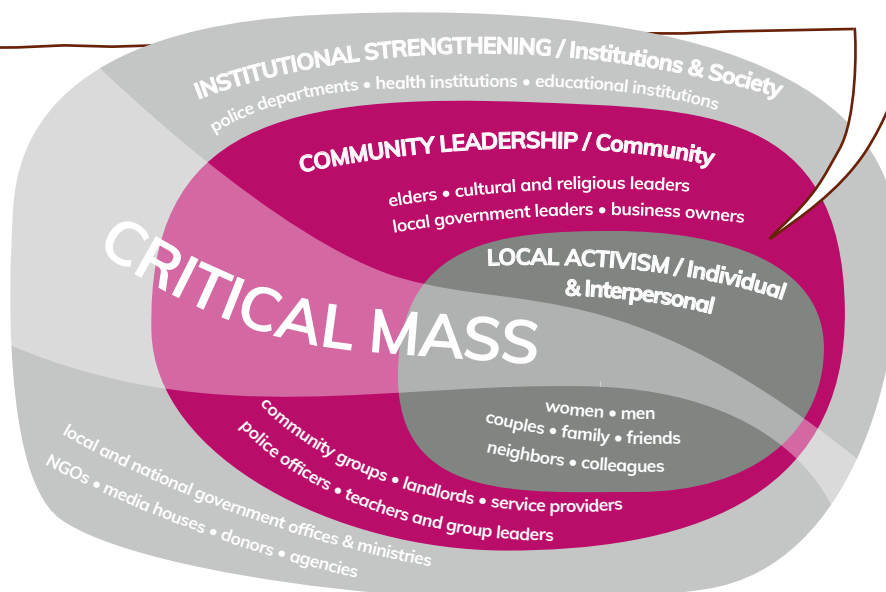 INSTITUTIONAL STRENGTHENING / Institutions & Society
police departments • health institutions • educational institutions
COMMUNITY LEADERSHIP / Community
elders • cultural and religious leaders
local government leaders • business owners
LOCAL ACTIVISM / Individual
& Interpersonal
CRITICAL MASS
women • men
couples • family • friends
neighbors • colleagues
community groups • landlords • service providers
police officers • teachers and group leaders
local and national government offices & ministries
NGOs • media houses • donors • agencies